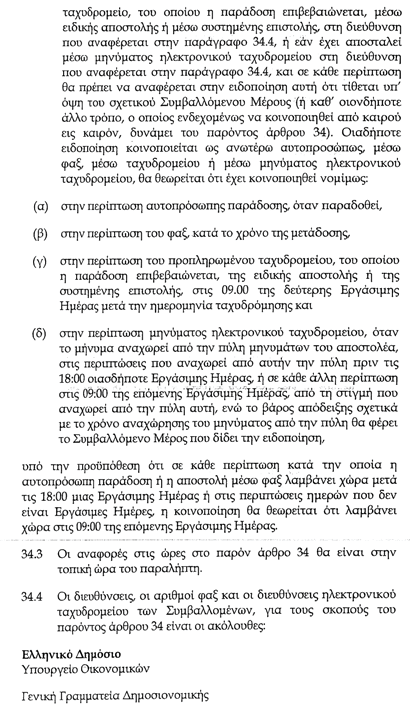 ταχυδρομείο, του οποίου η παράδοση επιβεβαιώνεται, μέσω
ειδικής αποστολής ή μέσω συστημένης επιστολής, στη διεύθυνση
που αναφέρεται στην παράγραφο 34.4, ή εάν έχει αποσταλεί
μέσω μηνύματος ηλεκτρονικού ταχυδρομείου στη διεύθυνση
που αναφέρεται στην παράγραφο 34.4, και σε κάθε περίπτωση
θα πρέπει να αναφέρεται στην ειδοποίηση αυτή ότι τίθεται υπ'
όψη του σχετικού Συμβαλλόμενου Μέρους (ή καθ' οιονδήποτε
άλλο τρόπο, ο οποίος ενδεχομένως να κοινοποιηθεί από καιρού
εις καιρόν, δυνάμει του παρόντος άρθρου 34). Οιαδήποτε
ειδοποίηση κοινοποιείται ως ανωτέρω αυτοπροσώπως, μέσω
φαξ, μέσω ταχυδρομείου ή μέσω μηνύματος ηλεκτρονικού
ταχυδρομείου, θα θεωρείται ότι έχει κοινοποιηθεί νομίμως:
(α) στην περίπτωση αυτοπρόσωπης παράδοσης, όταν παραδοθεί,
(β) στην περίπτωση του φαξ, κατά το χρόνο της μετάδοσης,
(γ) στην περίπτωση του προπληρωμένου ταχυδρομείου, του οποίου
η παράδοση επιβεβαιώνεται, της ειδικής αποστολής ή της
συστημένης επιστολής, στις 09.00 της δεύτερης Εργάσιμης
Ημέρας μετά την ημερομηνία ταχυδρόμησης και
(δ) στην περίπτωση μηνύματος ηλεκτρονικού ταχυδρομείου, όταν
το μήνυμα αναχωρεί από την πύλη μηνυμάτων του αποστολέα,
στις περιπτώσεις που αναχωρεί από αυτήν την πύλη πριν τις
18:00 οιασδήποτε Εργάσιμης Ημέρας, ή σε κάθε άλλη περίπτωση
στις 09:00 της επόμενης Εργάσιμης Ημέρας, από τη στιγμή που
αναχωρεί από την πύλη αυτή, ενώ το βάρος απόδειξης σχετικά
με το χρόνο αναχώρησης του μηνύματος από την πύλη θα φέρει
το Συμβαλλόμενο Μέρος που δίδει την ειδοποίηση,
υπό την προϋπόθεση ότι σε κάθε περίπτωση κατά την οποία η
αυτοπρόσωπη παράδοση ή η αποστολή μέσω φαξ λαμβάνει χώρα μετά
τις 18:00 μιας Εργάσιμης Ημέρας ή στις περιπτώσεις ημερών που δεν
είναι Εργάσιμες Ημέρες, η κοινοποίηση θα θεωρείται ότι λαμβάνει
χώρα στις 09:00 της επόμενης Εργάσιμης Ημέρας.
34.3 Οι αναφορές στις ώρες στο παρόν άρθρο 34 θα είναι στην
τοπική ώρα του παραλήπτη.
34.4 Οι διευθύνσεις, οι αριθμοί φαξ και οι διευθύνσεις ηλεκτρονικού
ταχυδρομείου των Συμβαλλομένων, για τους σκοπούς του
παρόντος άρθρου 34 είναι οι ακόλουθες:
Ελληνικό Δημόσιο
Υπουργείο Οικονομικών
Γενική Γραμματεία Δημοσιονομικής